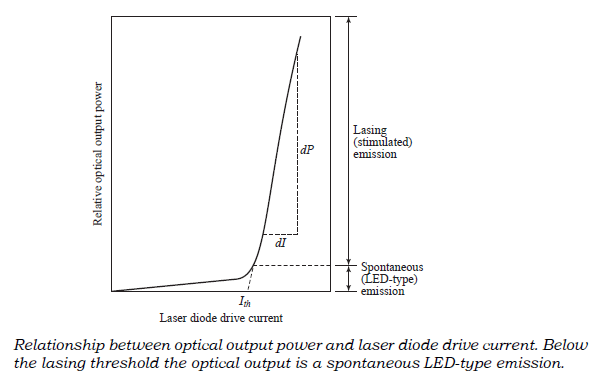 Relative optical output power
Lasing
(stimulated)
emission
dP
dI
Spontaneous
(LED-type)
emission
Ith
Laser diode drive current
Relationship between optical output power and laser diode drive current. Below
the lasing threshold the optical output is a spontaneous LED-type emission.